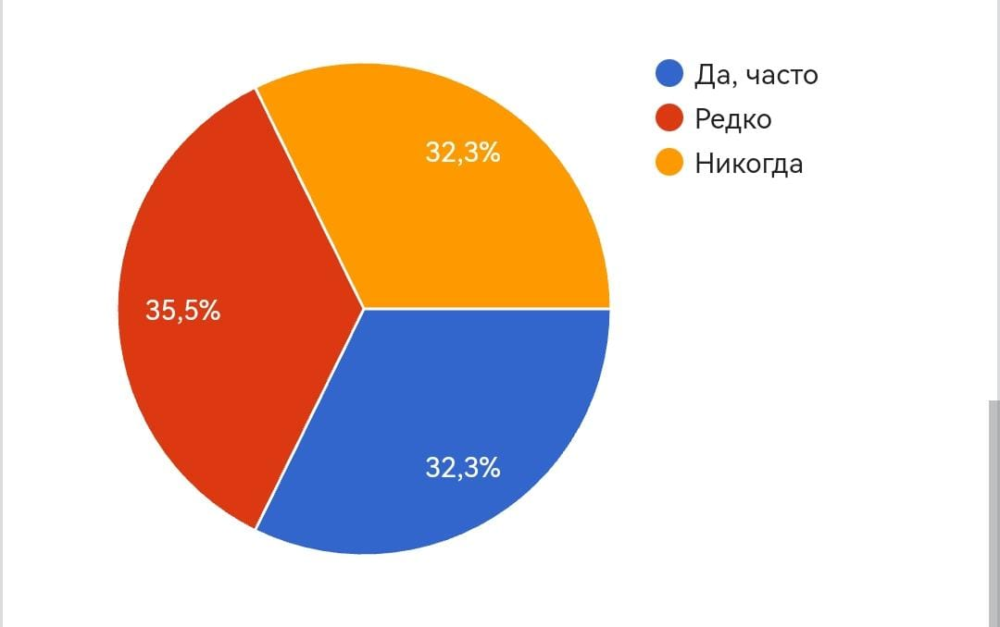 Да, часто
Редко
Никогда
32,3%
35,5%
32,3%